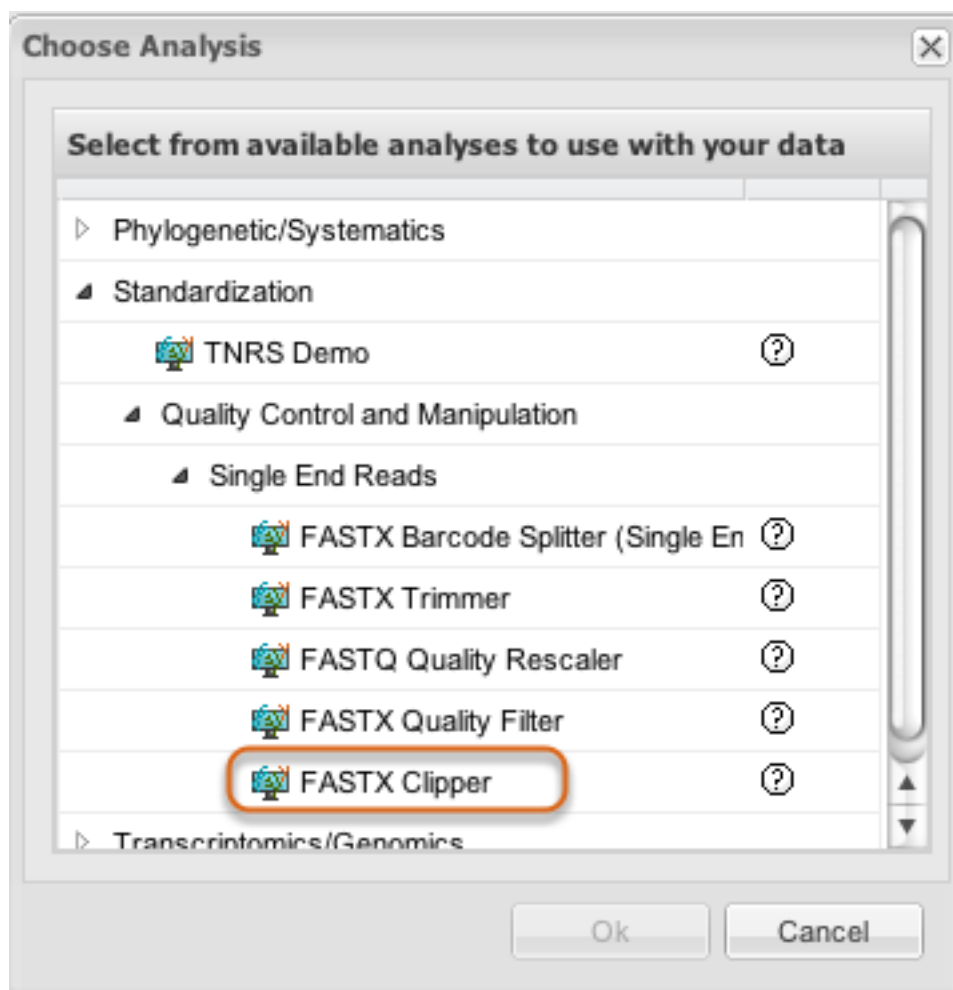 Choose Analysis
Select from available analyses to use with your data
Phylogenetic/Systematics
Standardization
TNRS Demo
Quality Control and Manipulation
Single End Reads
FASTX Barcode Splitter (Single En
FASTX Trimmer
FASTQ Quality Rescaler
FASTX Quality Filter
FASTX Clipper
Transcriptomics/Genomics
Ok Cancel